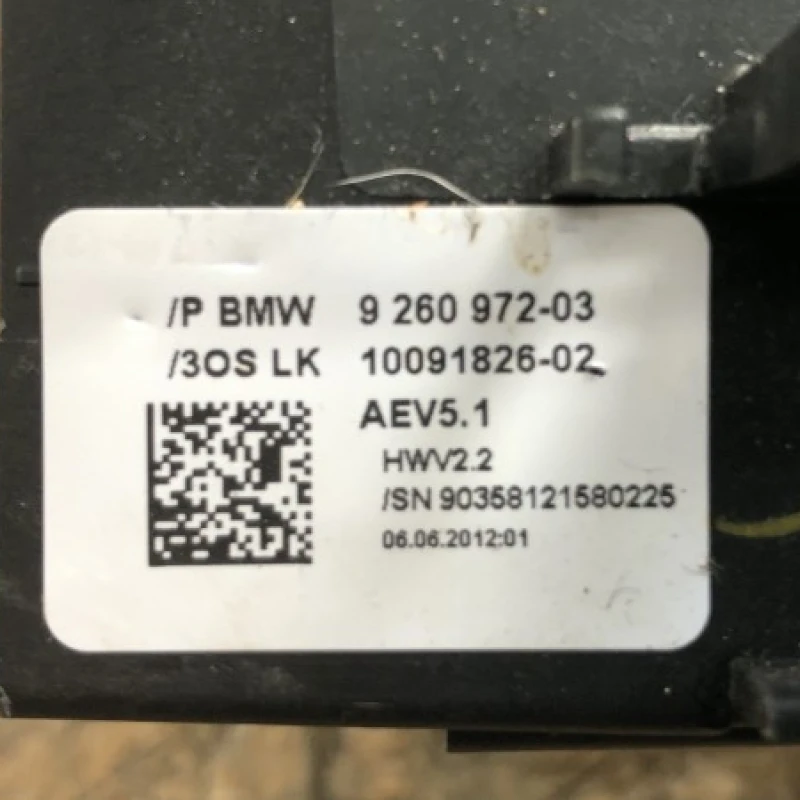 /P BMW 9 260 972-03
/3OS LK 10091826-02
AEV5.1
HWV2.2
/SN 90358121580225
06.06.2012:01